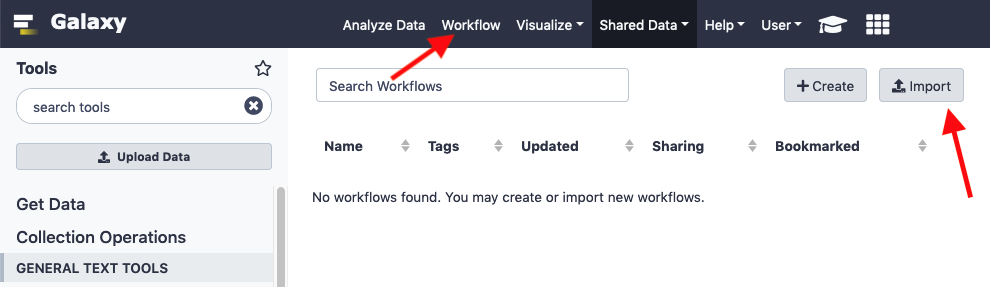 Galaxy
Analyze Data Workflow Visualize Shared Data Help User
Tools
search tools
Upload Data
Get Data
Collection Operations
GENERAL TEXT TOOLS
Search Workflows
Create
Import
Name Tags Updated Sharing Bookmarked
No workflows found. You may create or import new workflows.